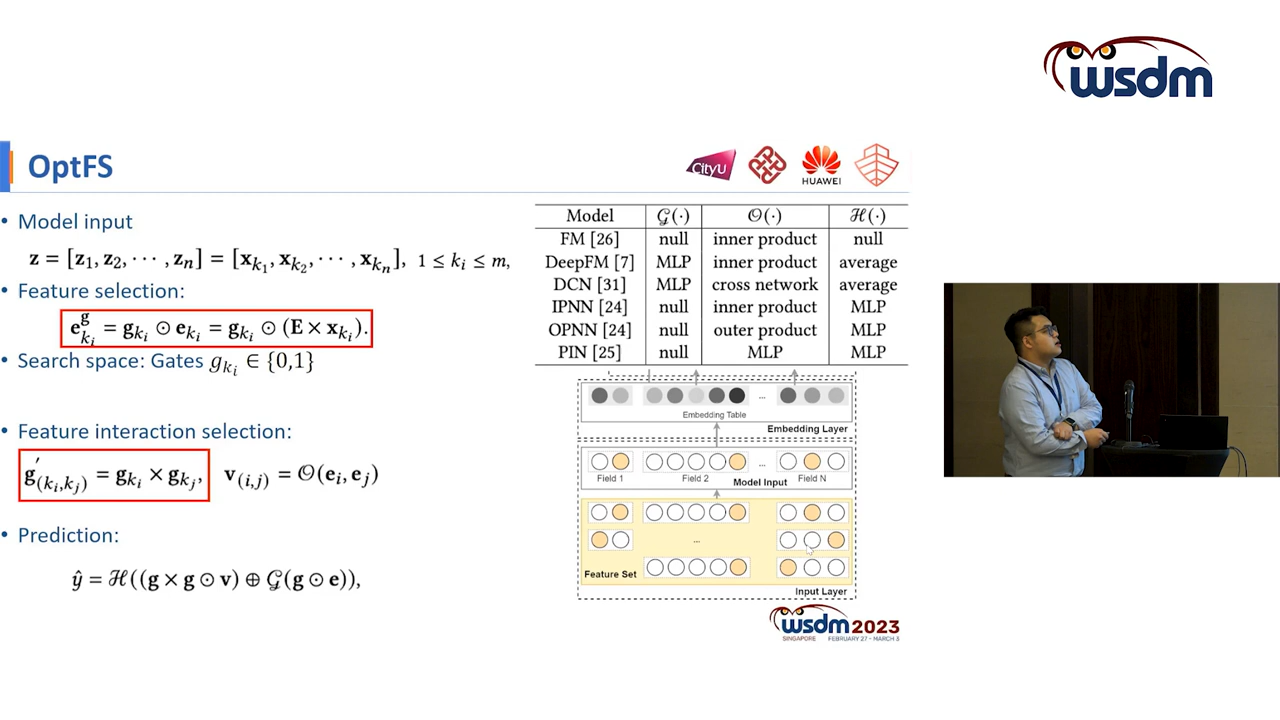 wsdm
OptFS
CityU
HUAWEI
• Model input
z = [z₁, z₂, ⋯, zₙ] = [x_{k₁}, x_{k₂}, ⋯, x_{kₙ}], 1 ≤ kᵢ ≤ m,
• Feature selection:
e^g_{kᵢ} = g_{kᵢ} ⊙ e_{kᵢ} = g_{kᵢ} ⊙ (E × x_{kᵢ}).
• Search space: Gates g_{kᵢ} ∈ {0,1}
• Feature interaction selection:
g′_{(kᵢ,kⱼ)} = g_{kᵢ} × g_{kⱼ}, v_{(i,j)} = 𝒪(eᵢ, eⱼ)
• Prediction:
ŷ = ℋ((g × g ⊙ v) ⊕ 𝒢(g ⊙ e)),
Model 𝒢(·) 𝒪(·) ℋ(·)
FM [26] null inner product null
DeepFM [7] MLP inner product average
DCN [31] MLP cross network average
IPNN [24] null inner product MLP
OPNN [24] null outer product MLP
PIN [25] null MLP MLP
...
Embedding Table
Embedding Layer
...
Field 1 Field 2 Field N
Model Input
...
Feature Set
Input Layer
wsdm 2023
SINGAPORE FEBRUARY 27 - MARCH 3